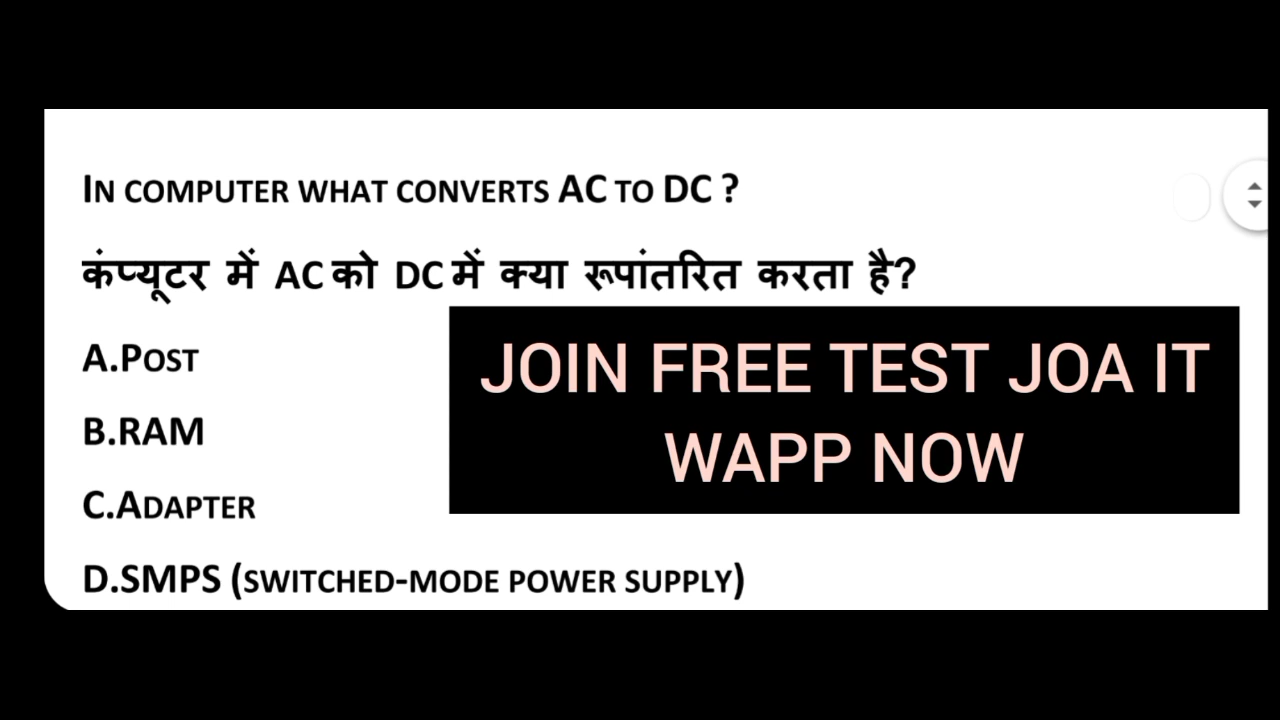 IN COMPUTER WHAT CONVERTS AC TO DC ?
कंप्यूटर में AC को DC में क्या रूपांतरित करता है?
A.POST
JOIN FREE TEST JOA IT
WAPP NOW
B.RAM
C.ADAPTER
D.SMPS (SWITCHED-MODE POWER SUPPLY)